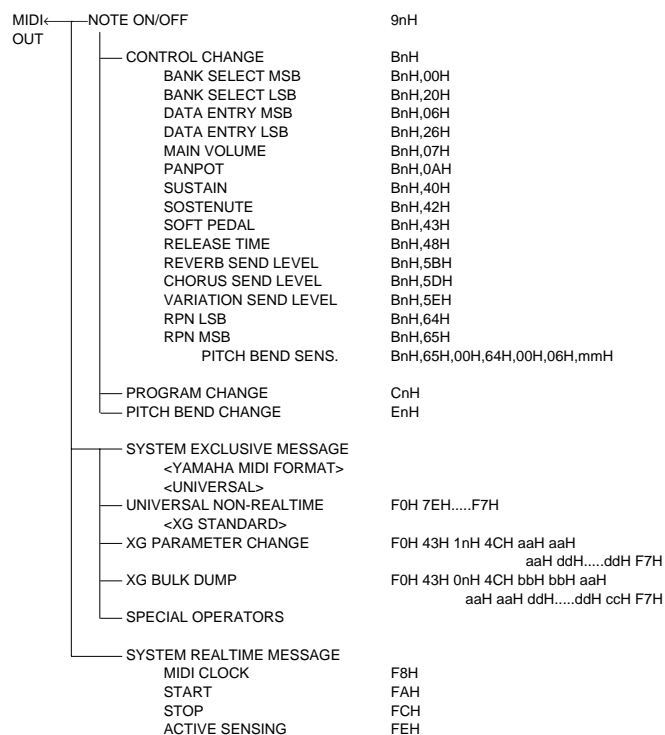 MIDI NOTE ON/OFF 9nH
OUT
CONTROL CHANGE BnH
BANK SELECT MSB BnH,00H
BANK SELECT LSB BnH,20H
DATA ENTRY MSB BnH,06H
DATA ENTRY LSB BnH,26H
MAIN VOLUME BnH,07H
PANPOT BnH,0AH
SUSTAIN BnH,40H
SOSTENUTE BnH,42H
SOFT PEDAL BnH,43H
RELEASE TIME BnH,48H
REVERB SEND LEVEL BnH,5BH
CHORUS SEND LEVEL BnH,5DH
VARIATION SEND LEVEL BnH,5EH
RPN LSB BnH,64H
RPN MSB BnH,65H
PITCH BEND SENS. BnH,65H,00H,64H,00H,06H,mmH
PROGRAM CHANGE CnH
PITCH BEND CHANGE EnH
SYSTEM EXCLUSIVE MESSAGE
<YAMAHA MIDI FORMAT>
<UNIVERSAL>
UNIVERSAL NON-REALTIME F0H 7EH.....F7H
<XG STANDARD>
XG PARAMETER CHANGE F0H 43H 1nH 4CH aaH aaH
aaH ddH.....ddH F7H
XG BULK DUMP F0H 43H 0nH 4CH bbH bbH aaH
aaH aaH ddH.....ddH ccH F7H
SPECIAL OPERATORS
SYSTEM REALTIME MESSAGE
MIDI CLOCK F8H
START FAH
STOP FCH
ACTIVE SENSING FEH